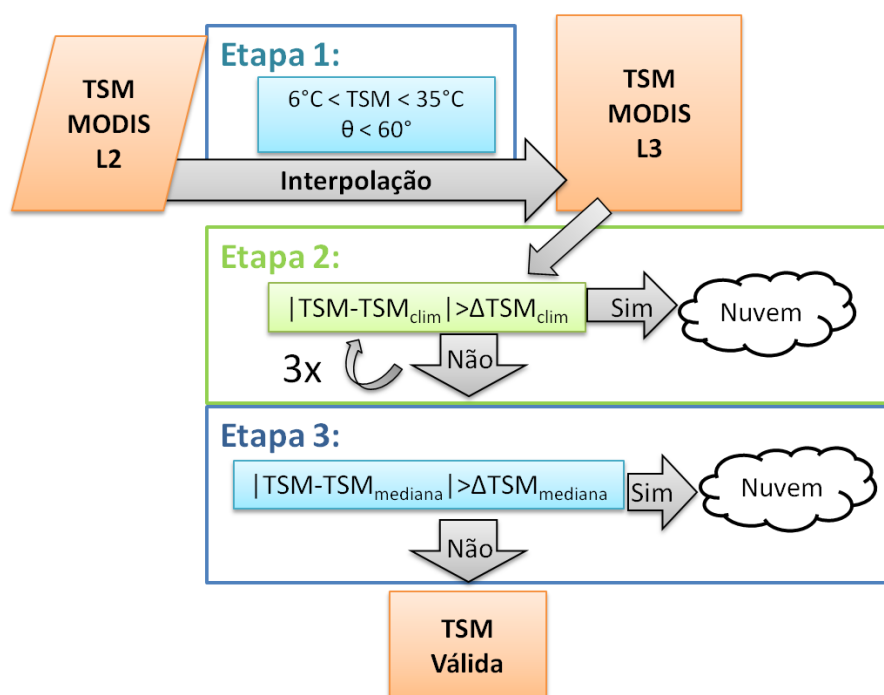 TSM
MODIS
L2
Etapa 1:
6°C < TSM < 35°C
θ < 60°
Interpolação
TSM
MODIS
L3
Etapa 2:
|TSM-TSMclim|>ΔTSMclim
Sim
Nuvem
3x
Não
Etapa 3:
|TSM-TSMmediana|>ΔTSMmediana
Sim
Nuvem
Não
TSM
Válida